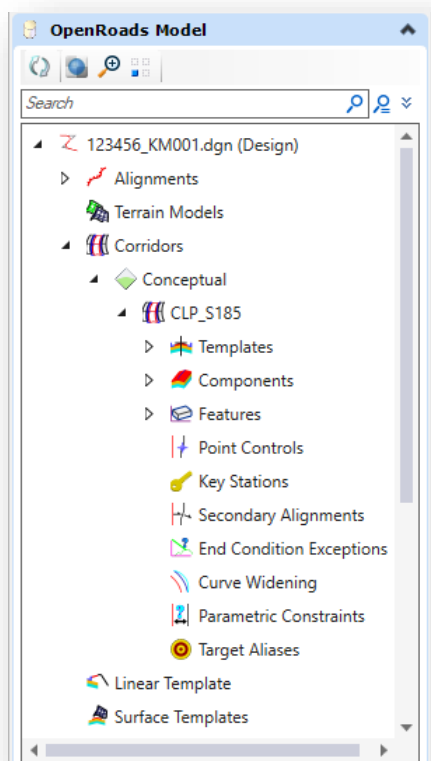 OpenRoads Model
Search
123456_KM001.dgn (Design)
Alignments
Terrain Models
Corridors
Conceptual
CLP_S185
Templates
Components
Features
Point Controls
Key Stations
Secondary Alignments
End Condition Exceptions
Curve Widening
Parametric Constraints
Target Aliases
Linear Template
Surface Templates